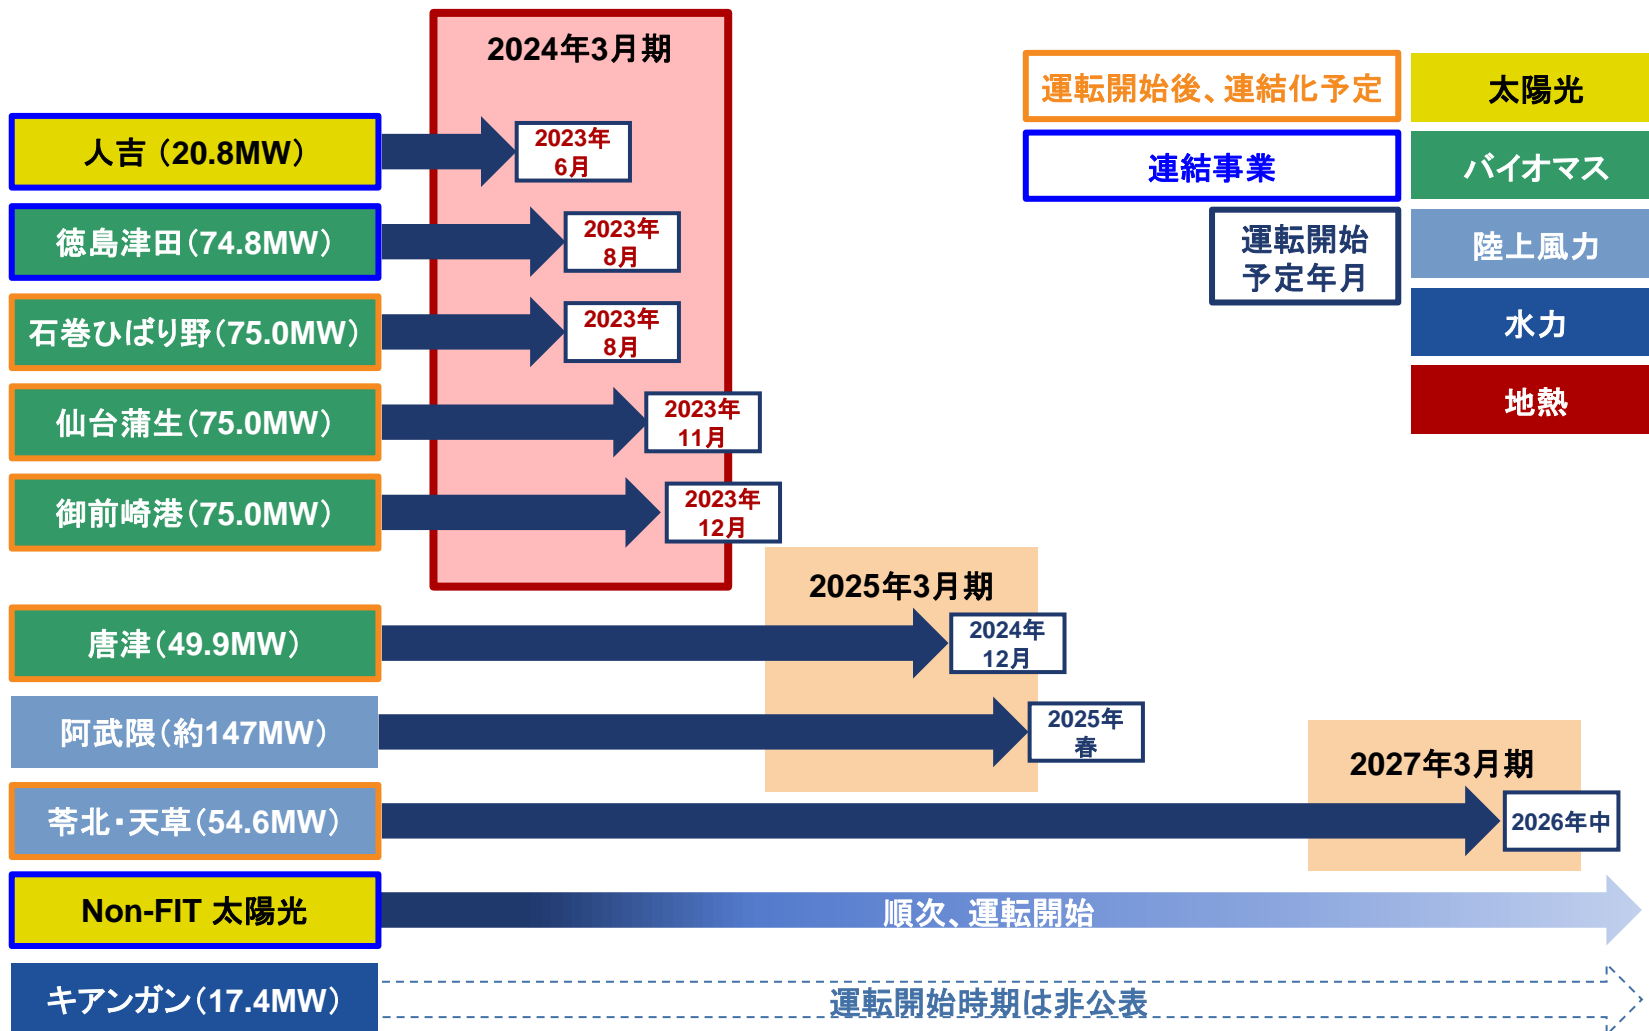 2024年3月期
運転開始後、連結化予定
太陽光
連結事業
バイオマス
運転開始
予定年月
陸上風力
水力
地熱
人吉（20.8MW）
2023年
6月
徳島津田（74.8MW）
2023年
8月
石巻ひばり野（75.0MW）
2023年
8月
仙台蒲生（75.0MW）
2023年
11月
御前崎港（75.0MW）
2023年
12月
2025年3月期
唐津（49.9MW）
2024年
12月
阿武隈（約147MW）
2025年
春
2027年3月期
苓北・天草（54.6MW）
2026年中
Non-FIT 太陽光
順次、運転開始
キアンガン（17.4MW）
運転開始時期は非公表